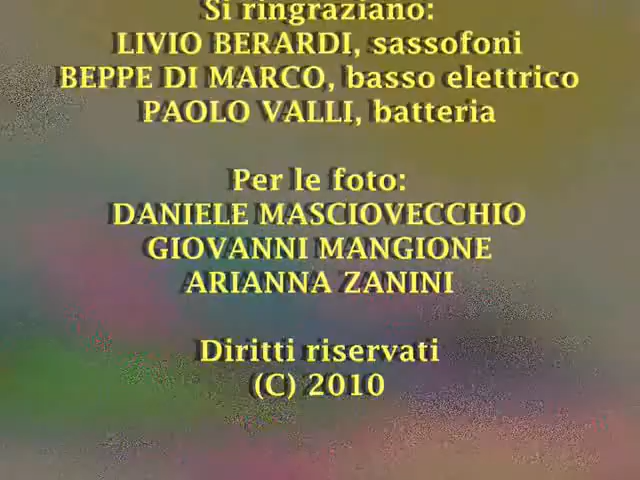 Si ringraziano:
LIVIO BERARDI, sassofoni
BEPPE DI MARCO, basso elettrico
PAOLO VALLI, batteria
Per le foto:
DANIELE MASCIOVECCHIO
GIOVANNI MANGIONE
ARIANNA ZANINI
Diritti riservati
(C) 2010